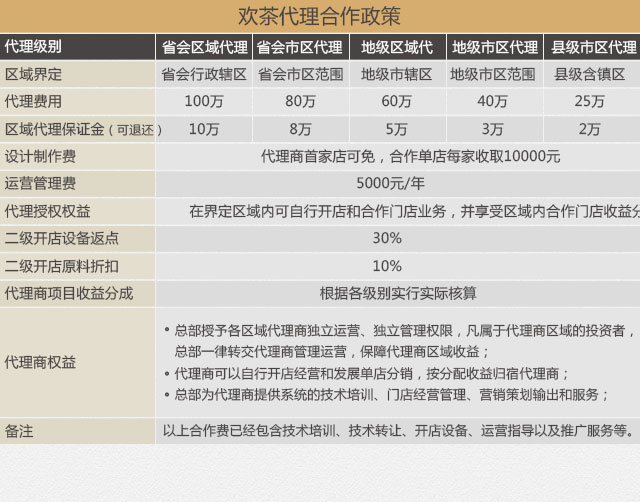 欢茶代理合作政策
代理级别 省会区域代理 省会市区代理 地级区域代 地级市区代理 县级市区代理
区域界定 省会行政辖区 省会市区范围 地级市辖区 地级市区范围 县级含镇区
代理费用 100万 80万 60万 40万 25万
区域代理保证金（可退还） 10万 8万 5万 3万 2万
设计制作费 代理商首家店可免，合作单店每家收取10000元
运营管理费 5000元/年
代理授权权益 在界定区域内可自行开店和合作门店业务，并享受区域内合作门店收益分
二级开店设备返点 30%
二级开店原料折扣 10%
代理商项目收益分成 根据各级别实行实际核算
代理商权益
• 总部授予各区域代理商独立运营、独立管理权限，凡属于代理商区域的投资者，
总部一律转交代理商管理运营，保障代理商区域收益；
• 代理商可以自行开店经营和发展单店分销，按分配收益归宿代理商；
• 总部为代理商提供系统的技术培训、门店经营管理、营销策划输出和服务；
备注 以上合作费已经包含技术培训、技术转让、开店设备、运营指导以及推广服务等。